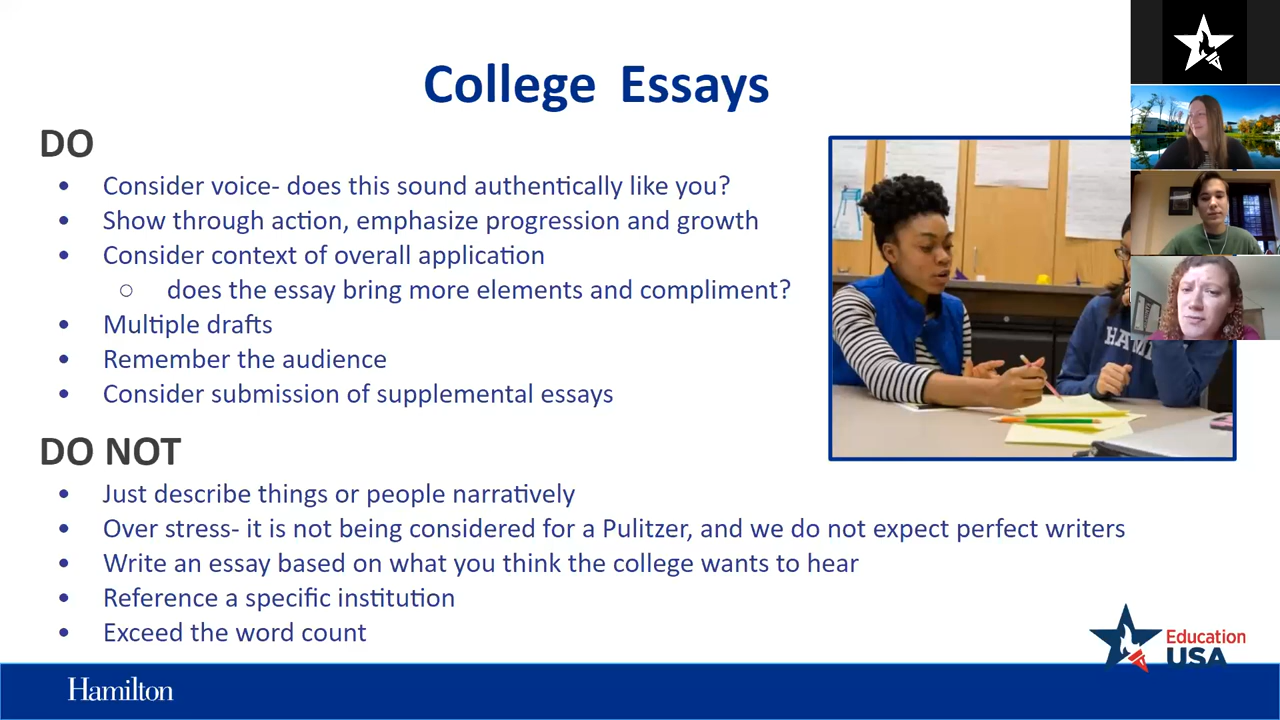 College Essays
DO
• Consider voice- does this sound authentically like you?
• Show through action, emphasize progression and growth
• Consider context of overall application
○ does the essay bring more elements and compliment?
• Multiple drafts
• Remember the audience
• Consider submission of supplemental essays
DO NOT
• Just describe things or people narratively
• Over stress- it is not being considered for a Pulitzer, and we do not expect perfect writers
• Write an essay based on what you think the college wants to hear
• Reference a specific institution
• Exceed the word count
Education
USA
Hamilton